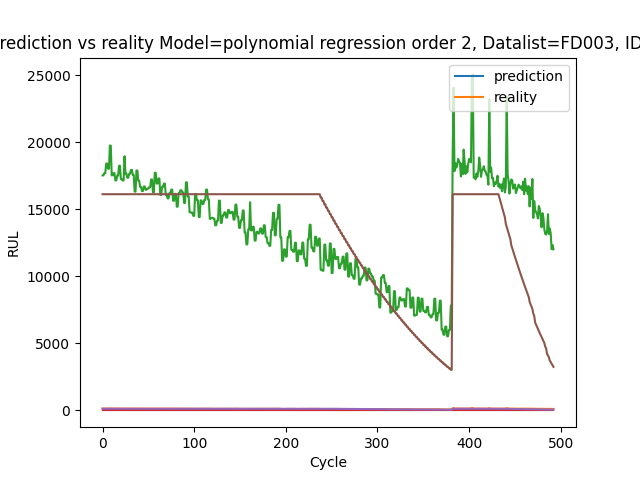 rediction vs reality Model=polynomial regression order 2, Datalist=FD003, ID
25000
20000
15000
10000
5000
0
RUL
prediction
reality
0 100 200 300 400 500
Cycle